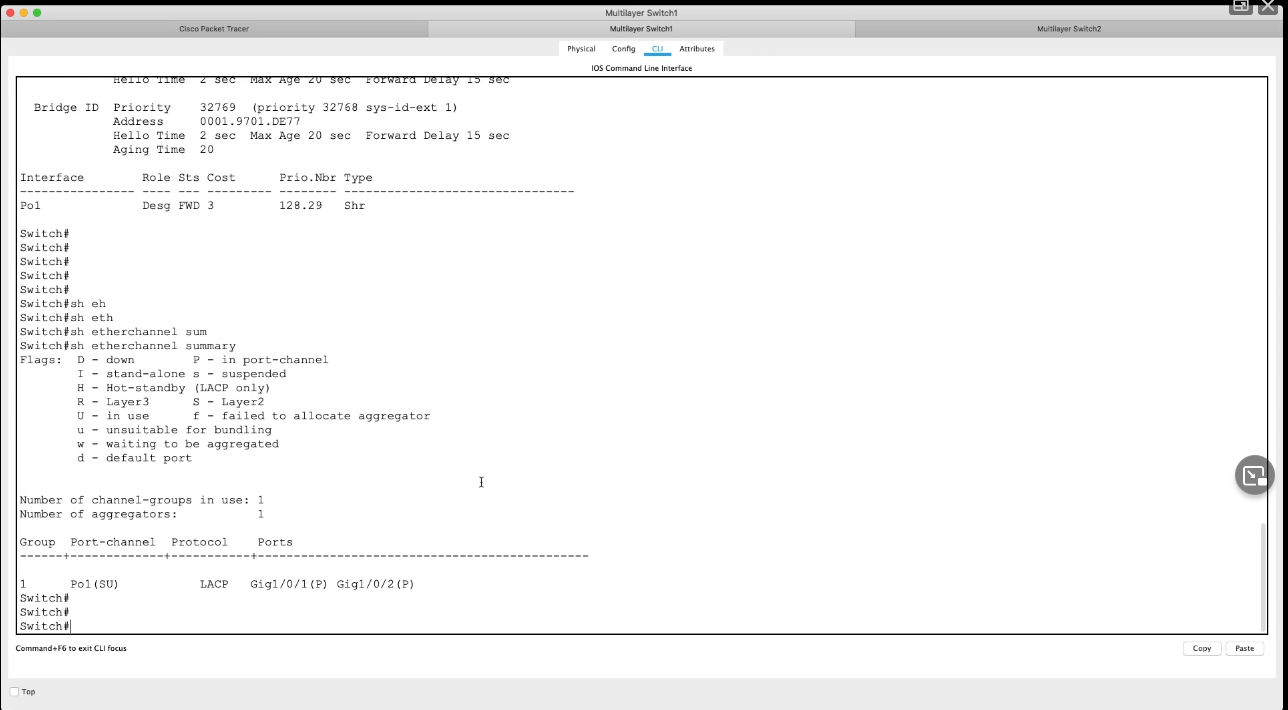 Multilayer Switch1
Cisco Packet Tracer
Multilayer Switch1
Multilayer Switch2
Physical Config CLI Attributes
IOS Command Line Interface
Hello Time 2 sec Max Age 20 sec Forward Delay 15 sec
Bridge ID Priority 32769 (priority 32768 sys-id-ext 1)
Address 0001.9701.DE77
Hello Time 2 sec Max Age 20 sec Forward Delay 15 sec
Aging Time 20
Interface Role Sts Cost Prio.Nbr Type
---------------- ---- --- --------- -------- --------------------------------
Po1 Desg FWD 3 128.29 Shr
Switch#
Switch#
Switch#
Switch#
Switch#
Switch#sh eh
Switch#sh eth
Switch#sh etherchannel sum
Switch#sh etherchannel summary
Flags: D - down P - in port-channel
I - stand-alone s - suspended
H - Hot-standby (LACP only)
R - Layer3 S - Layer2
U - in use f - failed to allocate aggregator
u - unsuitable for bundling
w - waiting to be aggregated
d - default port
Number of channel-groups in use: 1
Number of aggregators: 1
Group Port-channel Protocol Ports
------+-------------+-----------+----------------------------------------------
1 Po1(SU) LACP Gig1/0/1(P) Gig1/0/2(P)
Switch#
Switch#
Switch#
Command+F6 to exit CLI focus
Copy Paste
Top